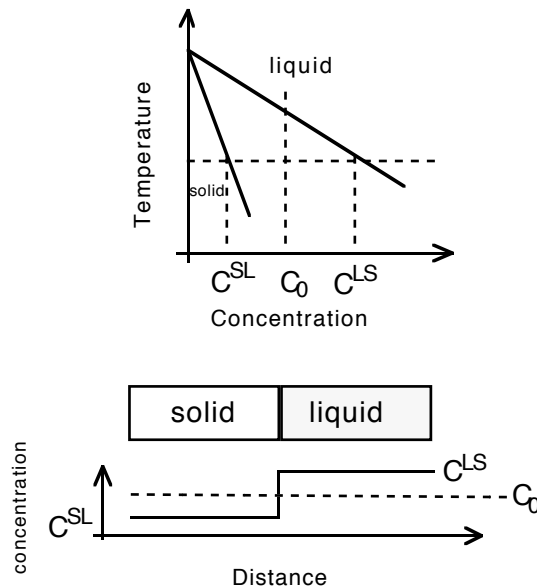 liquid
Temperature
solid
C^SL C_0 C^LS
Concentration
solid liquid
concentration
C^LS
C_0
C^SL
Distance